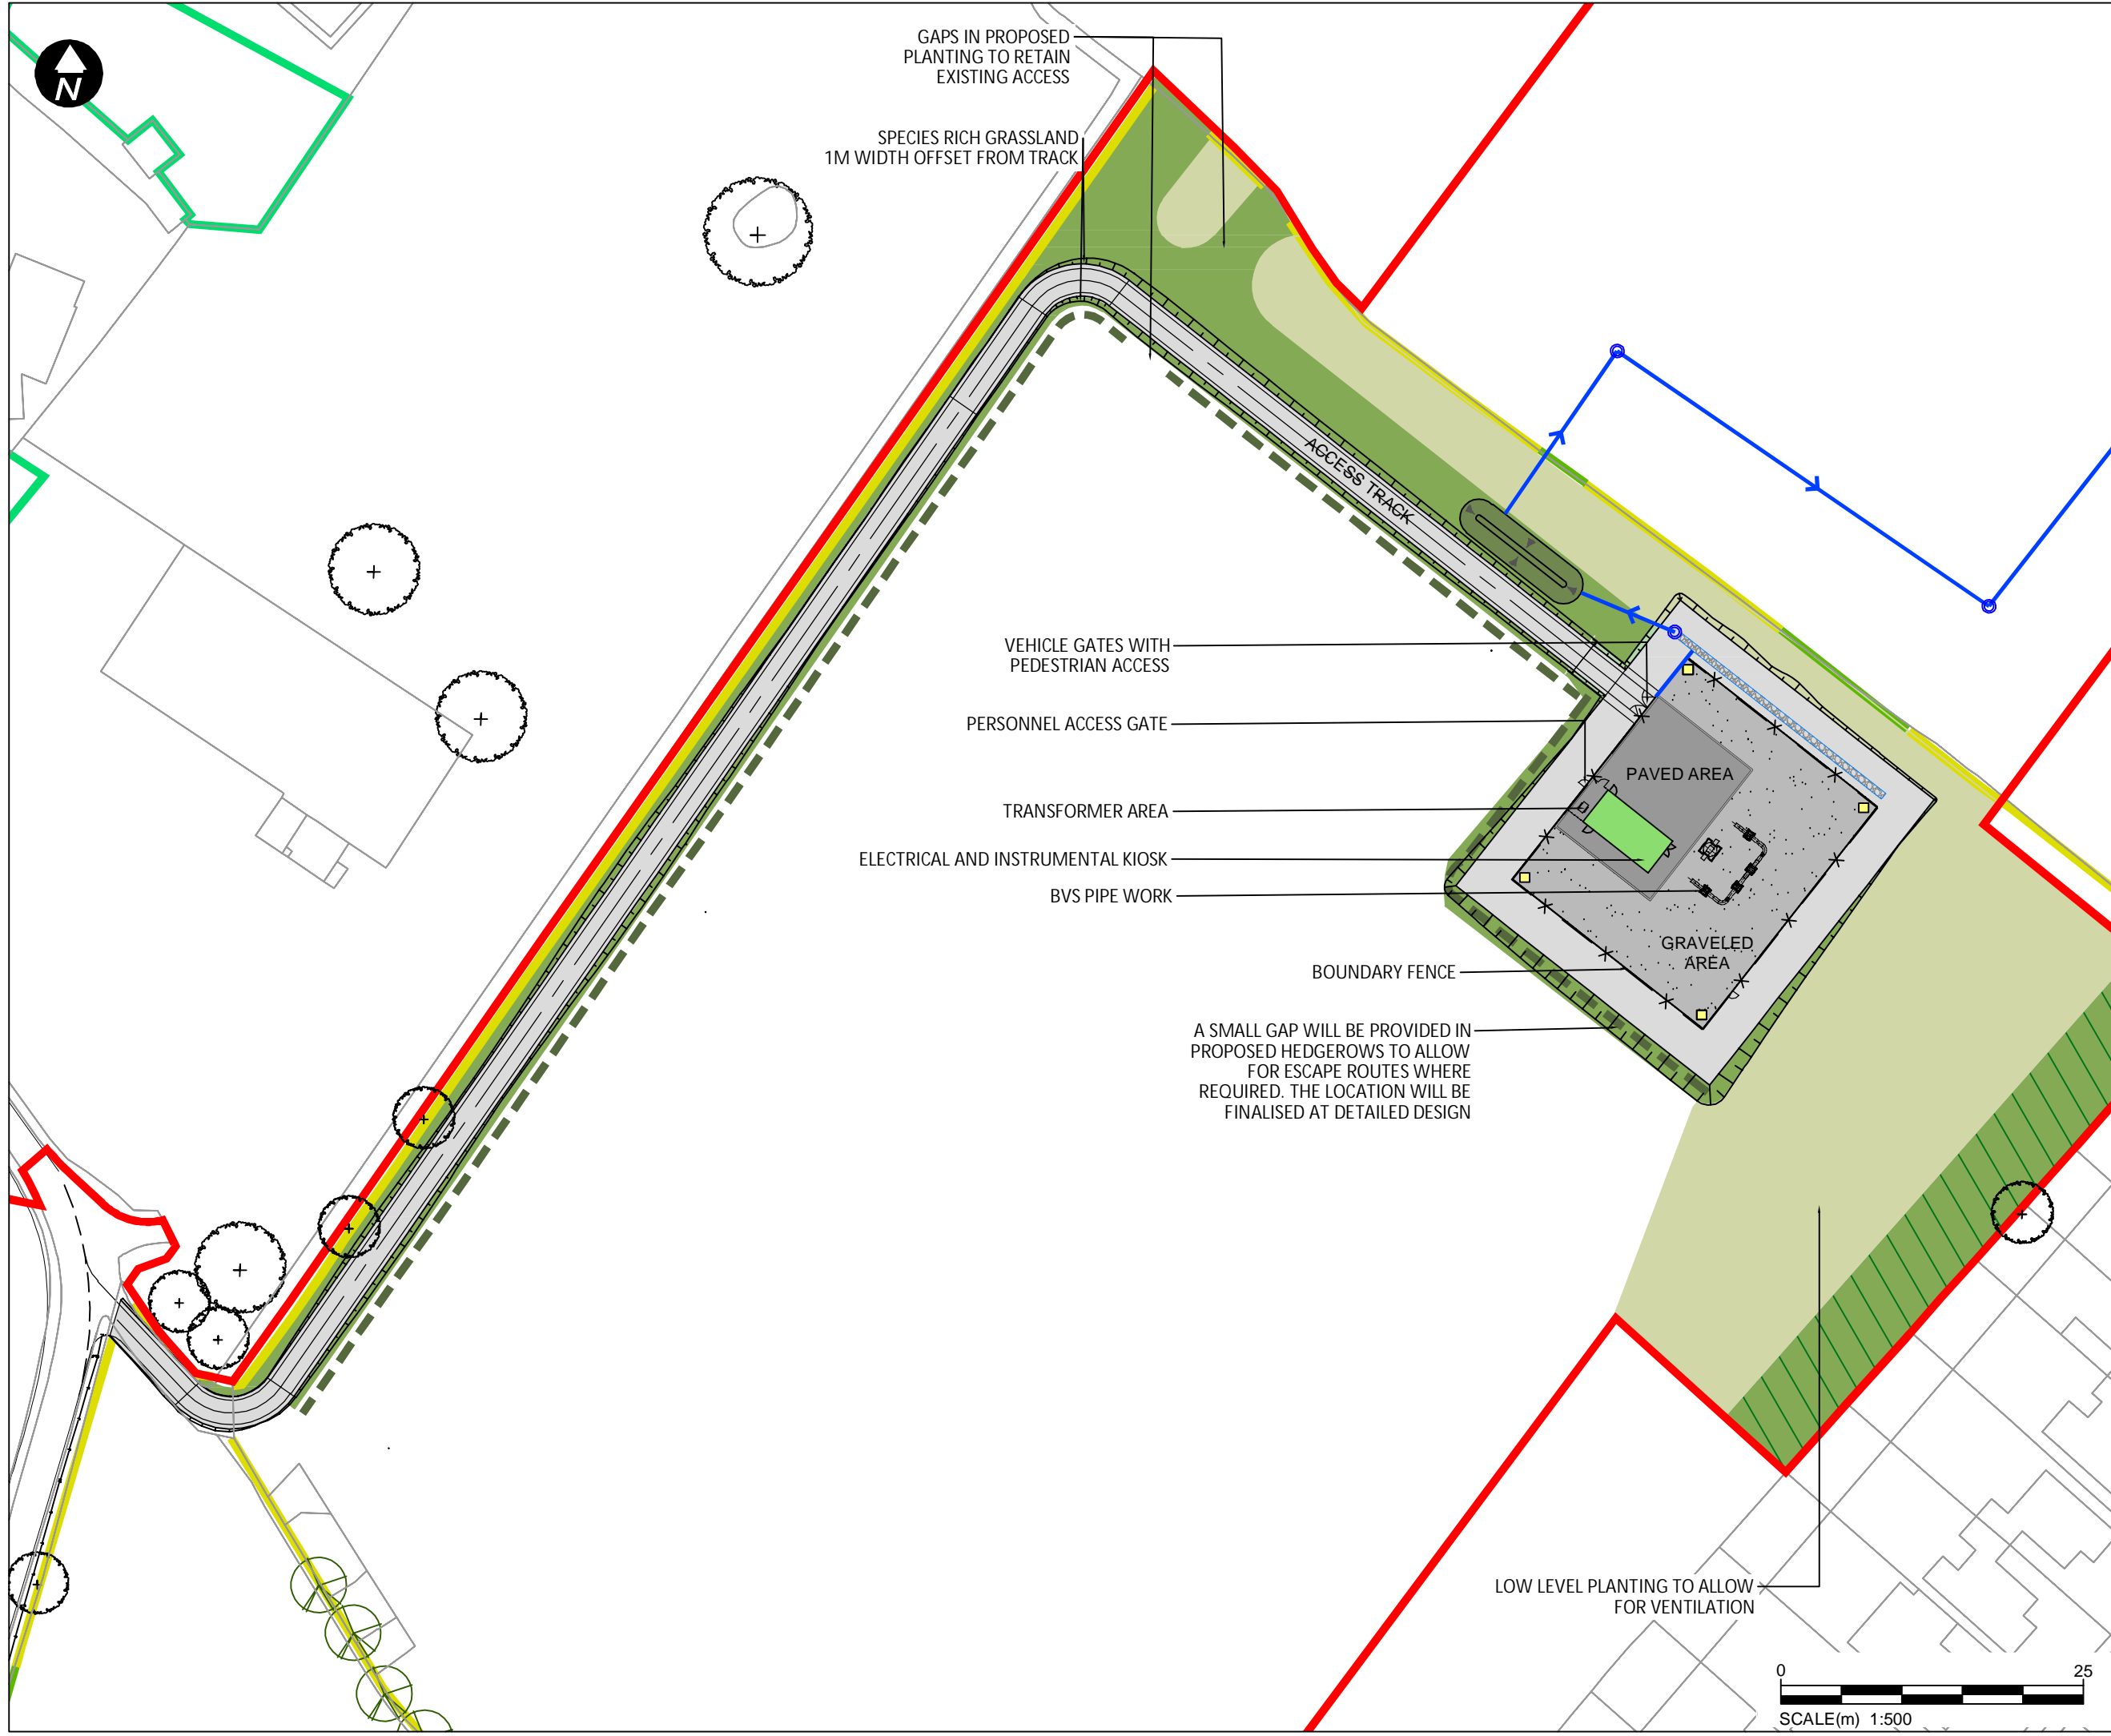 N
GAPS IN PROPOSED
PLANTING TO RETAIN
EXISTING ACCESS
SPECIES RICH GRASSLAND
1M WIDTH OFFSET FROM TRACK
ACCESS TRACK
VEHICLE GATES WITH
PEDESTRIAN ACCESS
PERSONNEL ACCESS GATE
PAVED AREA
TRANSFORMER AREA
ELECTRICAL AND INSTRUMENTAL KIOSK
BVS PIPE WORK
GRAVELED
AREA
BOUNDARY FENCE
A SMALL GAP WILL BE PROVIDED IN
PROPOSED HEDGEROWS TO ALLOW
FOR ESCAPE ROUTES WHERE
REQUIRED. THE LOCATION WILL BE
FINALISED AT DETAILED DESIGN
LOW LEVEL PLANTING TO ALLOW
FOR VENTILATION
0 25
SCALE(m) 1:500